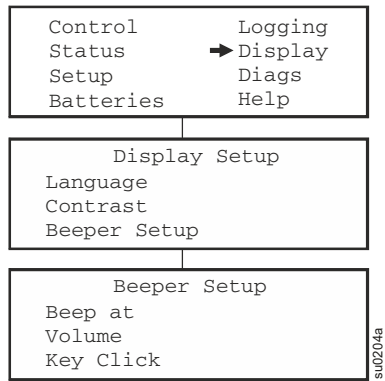 Control Logging
Status Display
Setup Diags
Batteries Help
Display Setup
Language
Contrast
Beeper Setup
Beeper Setup
Beep at
Volume
Key Click
su0204a